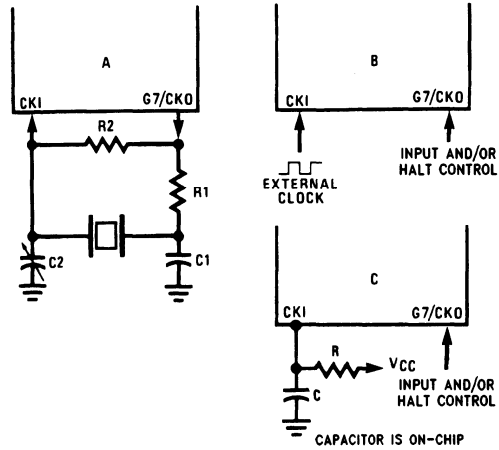 A
CKI
G7/CKO
R2
R1
C2
C1
B
CKI
G7/CKO
EXTERNAL
CLOCK
INPUT AND/OR
HALT CONTROL
C
CKI
G7/CKO
R
VCC
C
INPUT AND/OR
HALT CONTROL
CAPACITOR IS ON-CHIP